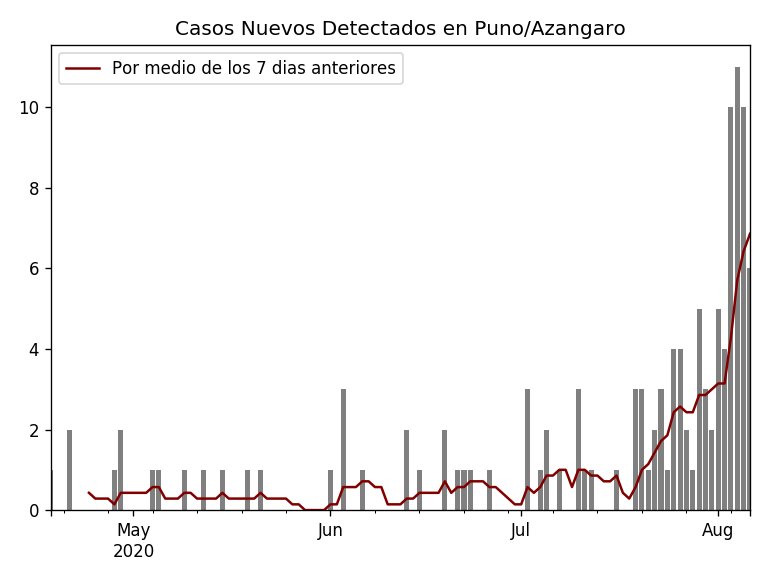 Casos Nuevos Detectados en Puno/Azangaro
Por medio de los 7 dias anteriores
10
8
6
4
2
0
May
2020
Jun
Jul
Aug